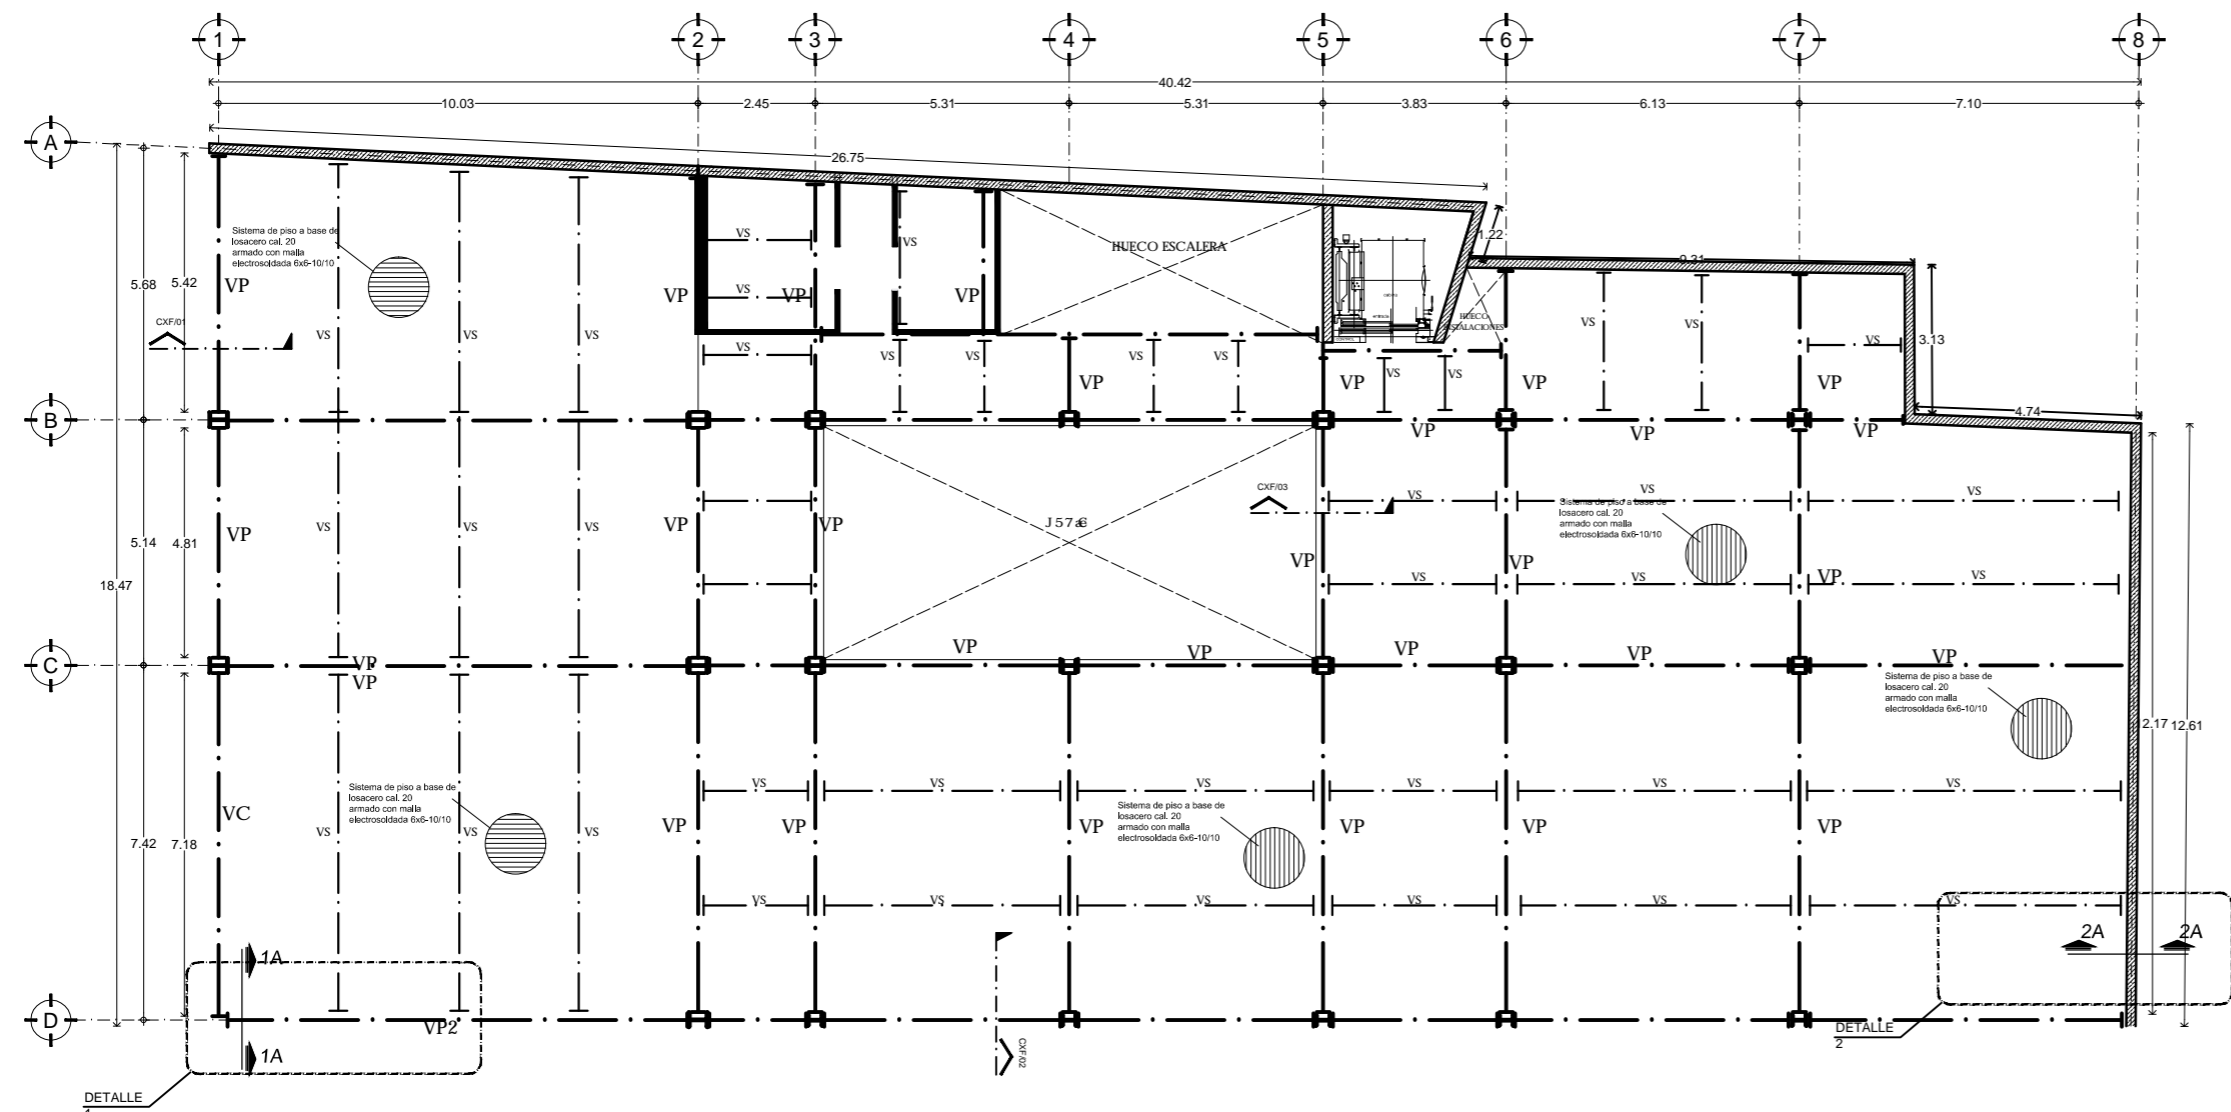 1 2 3 4 5 6 7 8
40.42
10.03 2.45 5.31 5.31 3.83 6.13 7.10
A
26.75
1.22
9.31
Sistema de piso a base de
losacero cal. 20
armado con malla
electrosoldada 6x6-10/10
VS
VS
HUECO ESCALERA
5.68 5.42
VP VP VS VP VP
cabina
HUECO
INSTALACIONES
CONTROL
CXF/01
VS VS VS VS VS VS VS VS VS VS VS
3.13
VS VS
VP VP VP VP
4.74
B
VP VP VP
CXF/03
VS VS VS
Sistema de piso a base de
losacero cal. 20
armado con malla
electrosoldada 6x6-10/10
5.14 4.81
VP VS VS VS VP VP
VP VP VP
VS VS VS
18.47
C
VP
VP
VP VP VP VP VP
Sistema de piso a base de
losacero cal. 20
armado con malla
electrosoldada 6x6-10/10
2.17 12.61
VS VS VS VS VS VS
Sistema de piso a base de
losacero cal. 20
armado con malla
electrosoldada 6x6-10/10
Sistema de piso a base de
losacero cal. 20
armado con malla
electrosoldada 6x6-10/10
VC
7.42 7.18
VS VS VS VP VP VP VP VP VP
VS VS VS VS VS VS
2A 2A
1A
D
VP2
DETALLE
2
1A
CXF/02
DETALLE